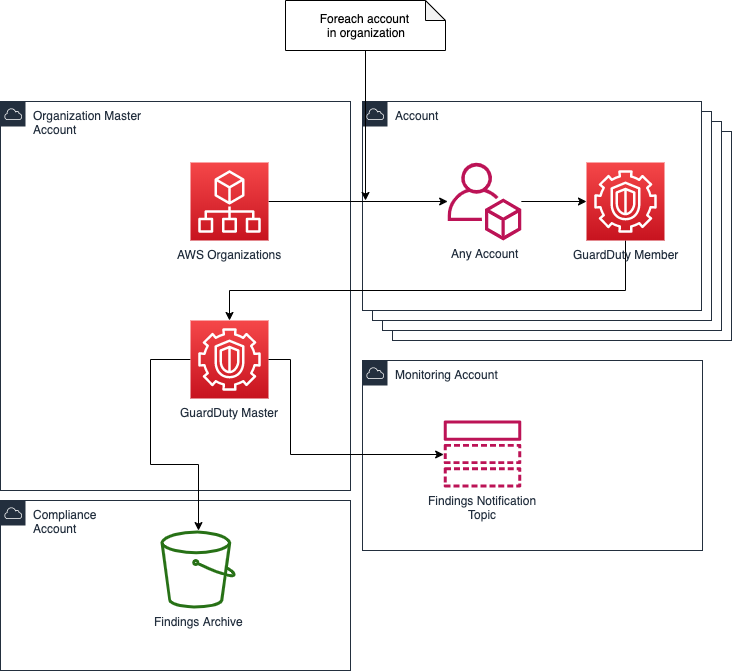 Foreach account
in organization
Organization Master
Account
Account
AWS Organizations
Any Account
GuardDuty Member
GuardDuty Master
Monitoring Account
Findings Notification
Topic
Compliance
Account
Findings Archive